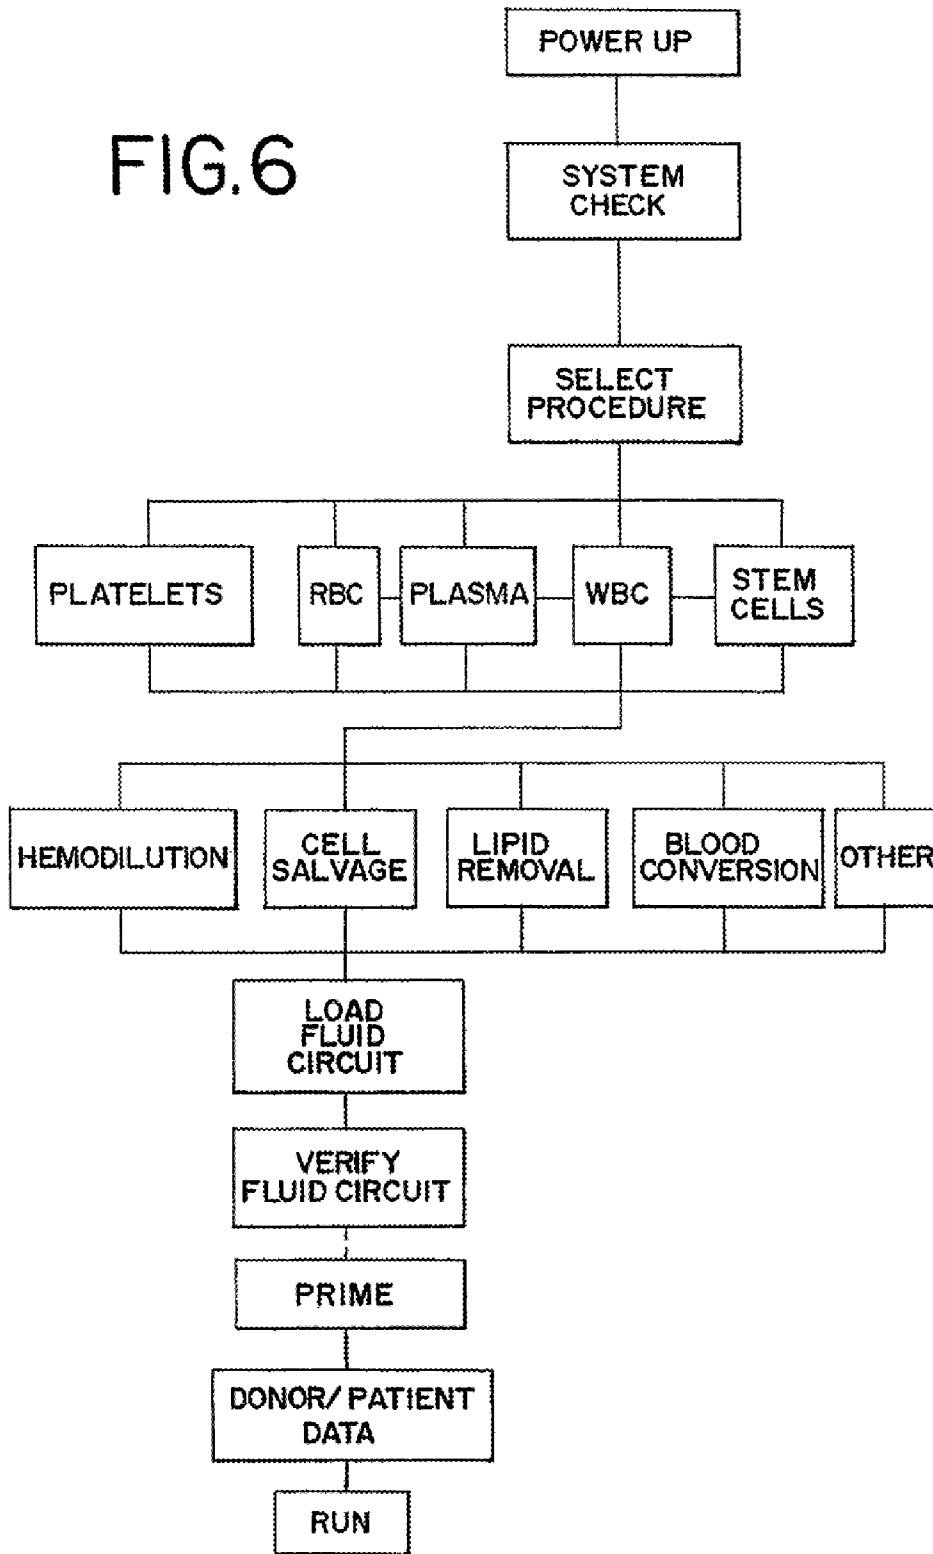 POWER UP
FIG.6
SYSTEM
CHECK
SELECT
PROCEDURE
PLATELETS
RBC
PLASMA
WBC
STEM
CELLS
HEMODILUTION
CELL
SALVAGE
LIPID
REMOVAL
BLOOD
CONVERSION
OTHER
LOAD
FLUID
CIRCUIT
VERIFY
FLUID CIRCUIT
PRIME
DONOR/PATIENT
DATA
RUN